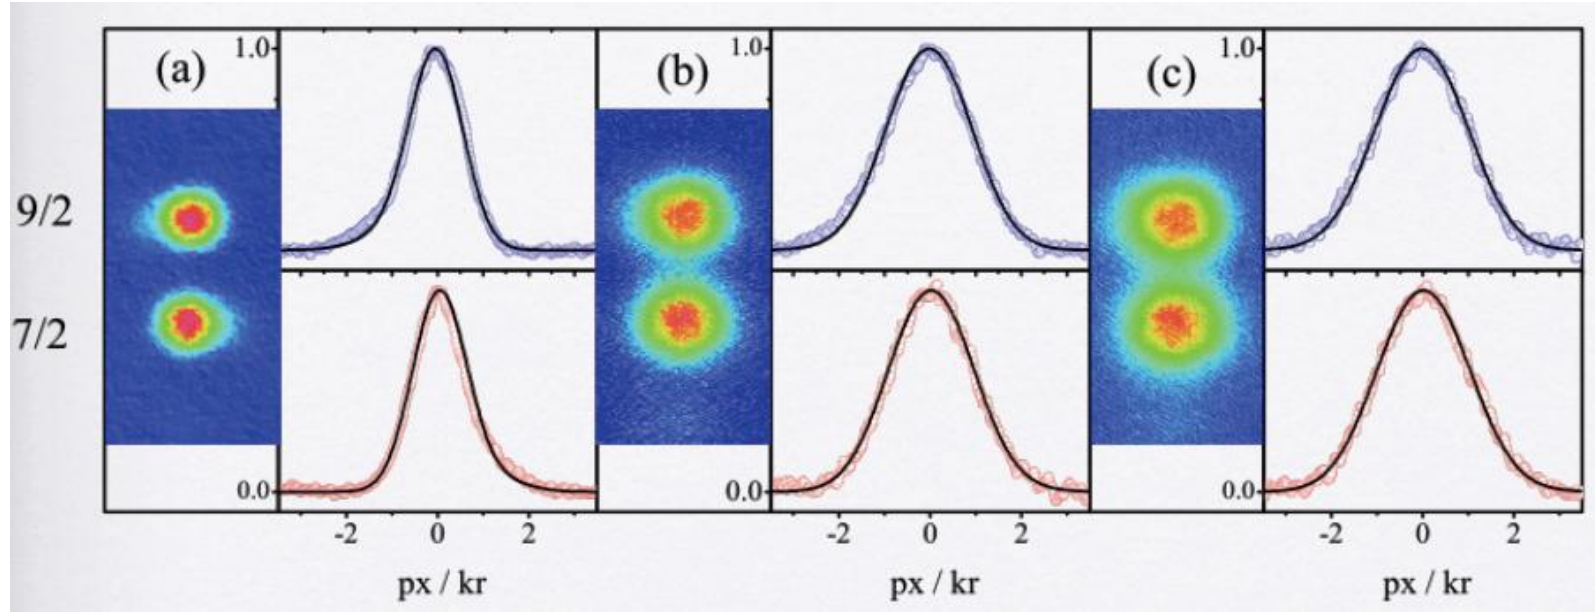 (a) 1.0 (b) 1.0 (c) 1.0
9/2
7/2
0.0 0.0 0.0
-2 0 2 -2 0 2 -2 0 2
px / kr px / kr px / kr